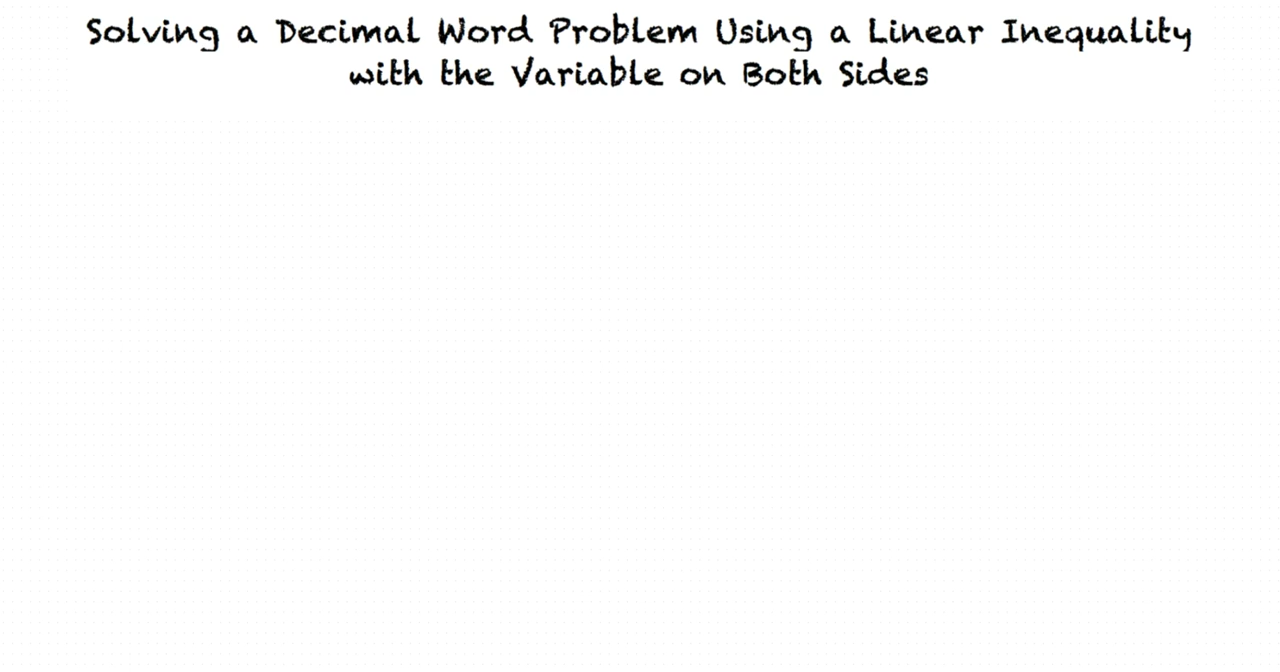 Solving a Decimal Word Problem Using a Linear Inequality
with the Variable on Both Sides